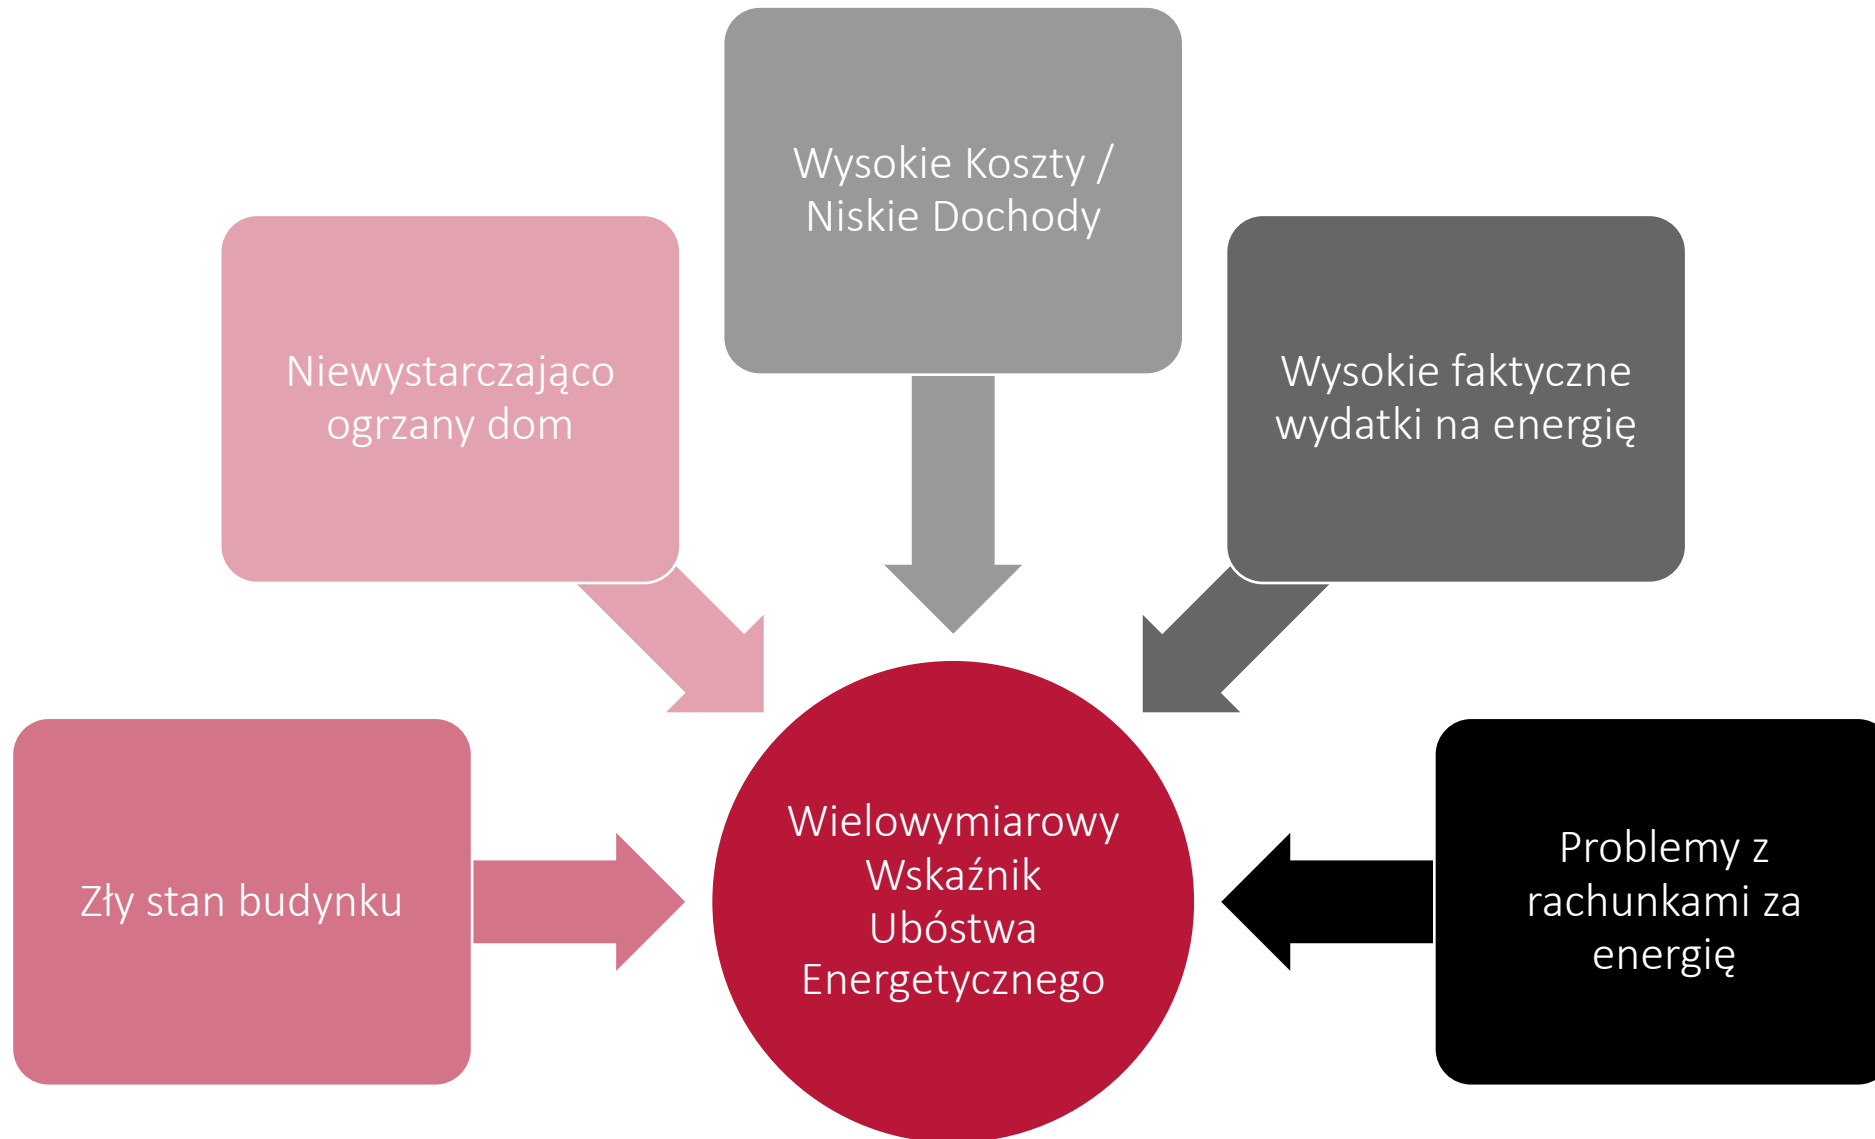 Wysokie Koszty /
Niskie Dochody
Niewystarczająco
ogrzany dom
Wysokie faktyczne
wydatki na energię
Zły stan budynku
Wielowymiarowy
Wskaźnik
Ubóstwa
Energetycznego
Problemy z
rachunkami za
energię